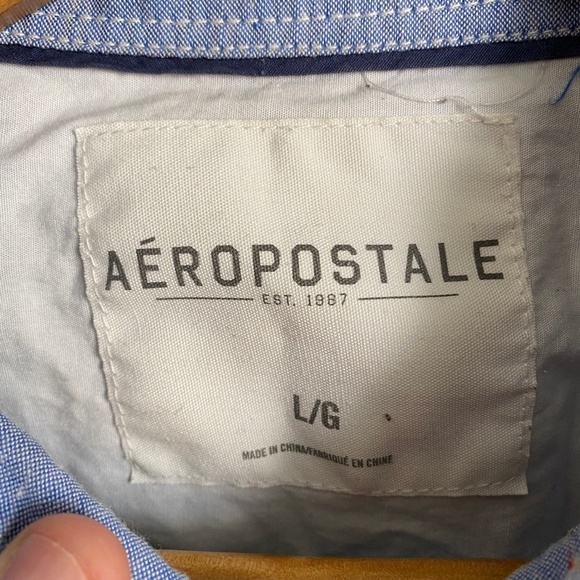 AÉROPOSTALE
EST. 1987
L/G
MADE IN CHINA/FABRIQUÉ EN CHINE